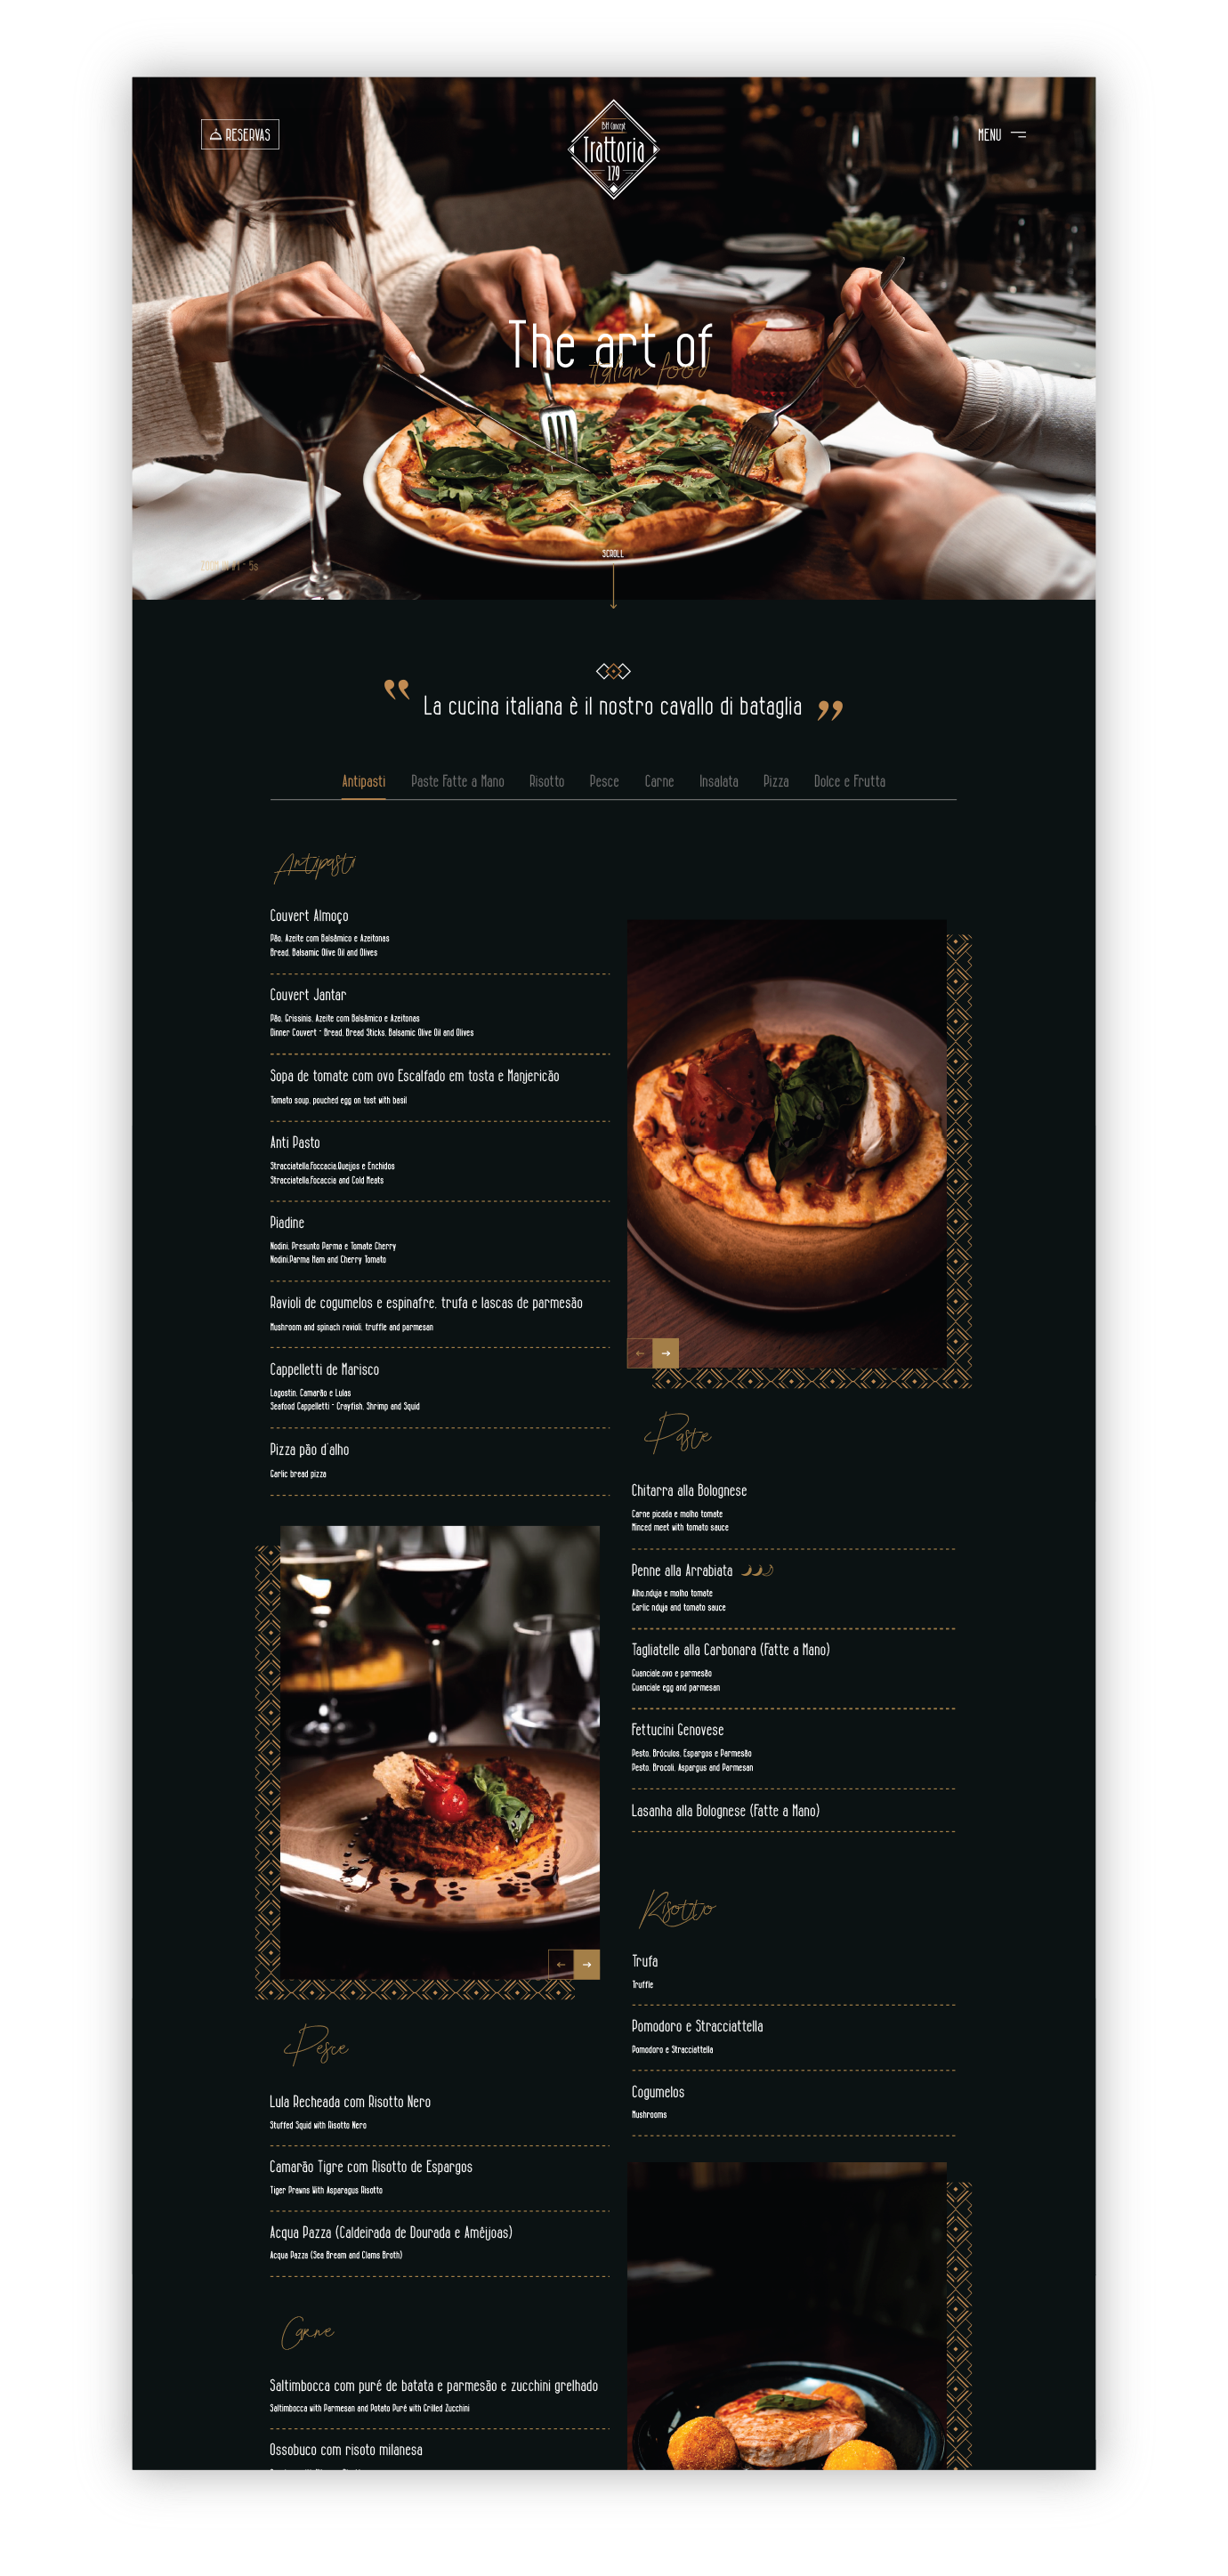 RESERVAS
BH Concept
Trattoria
179
MENU
The art of
italian food
SCROLL
" La cucina italiana è il nostro cavallo di bataglia "
Antipasti Paste Fatte a Mano Risotto Pesce Carne Insalata Pizza Dolce e Frutta
Antipasti
Couvert Almoço
Pão, Azeite com Balsâmico e Azeitonas
Bread, Balsamic Olive Oil and Olives
Couvert Jantar
Pão, Grissinis, Azeite com Balsâmico e Azeitonas
Dinner Couvert - Bread, Bread Sticks, Balsamic Olive Oil and Olives
Sopa de tomate com ovo Escalfado em tosta e Manjericão
Tomato soup, pouched egg on tost with basil
Anti Pasto
Stracciatella,Foccacia,Queijos e Enchidos
Stracciatella,Focaccia and Cold Meats
Piadine
Nodini, Presunto Parma e Tomate Cherry
Nodini,Parma Ham and Cherry Tomato
Ravioli de cogumelos e espinafre, trufa e lascas de parmesão
Mushroom and spinach ravioli, truffle and parmesan
Cappelletti de Marisco
Lagostin, Camarão e Lulas
Seafood Cappelletti - Crayfish, Shrimp and Squid
Pizza pão d'alho
Garlic bread pizza
Paste
Chitarra alla Bolognese
Carne picada e molho tomate
Minced meet with tomato sauce
Penne alla Arrabiata
Alho,nduja e molho tomate
Garlic nduja and tomato sauce
Tagliatelle alla Carbonara (Fatte a Mano)
Guanciale,ovo e parmesão
Guanciale egg and parmesan
Fettucini Genovese
Pesto, Bróculos, Espargos e Parmesão
Pesto, Brocoli, Aspargus and Parmesan
Lasanha alla Bolognese (Fatte a Mano)
Risotto
Trufa
Truffle
Pomodoro e Stracciattella
Pomodoro e Stracciattella
Cogumelos
Mushrooms
Pesce
Lula Recheada com Risotto Nero
Stuffed Squid with Risotto Nero
Camarão Tigre com Risotto de Espargos
Tiger Prawns With Asparagus Risotto
Acqua Pazza (Caldeirada de Dourada e Amêijoas)
Acqua Pazza (Sea Bream and Clams Broth)
Carne
Saltimbocca com puré de batata e parmesão e zucchini grelhado
Saltimbocca with Parmesan and Potato Puré with Grilled Zucchini
Ossobuco com risoto milanesa